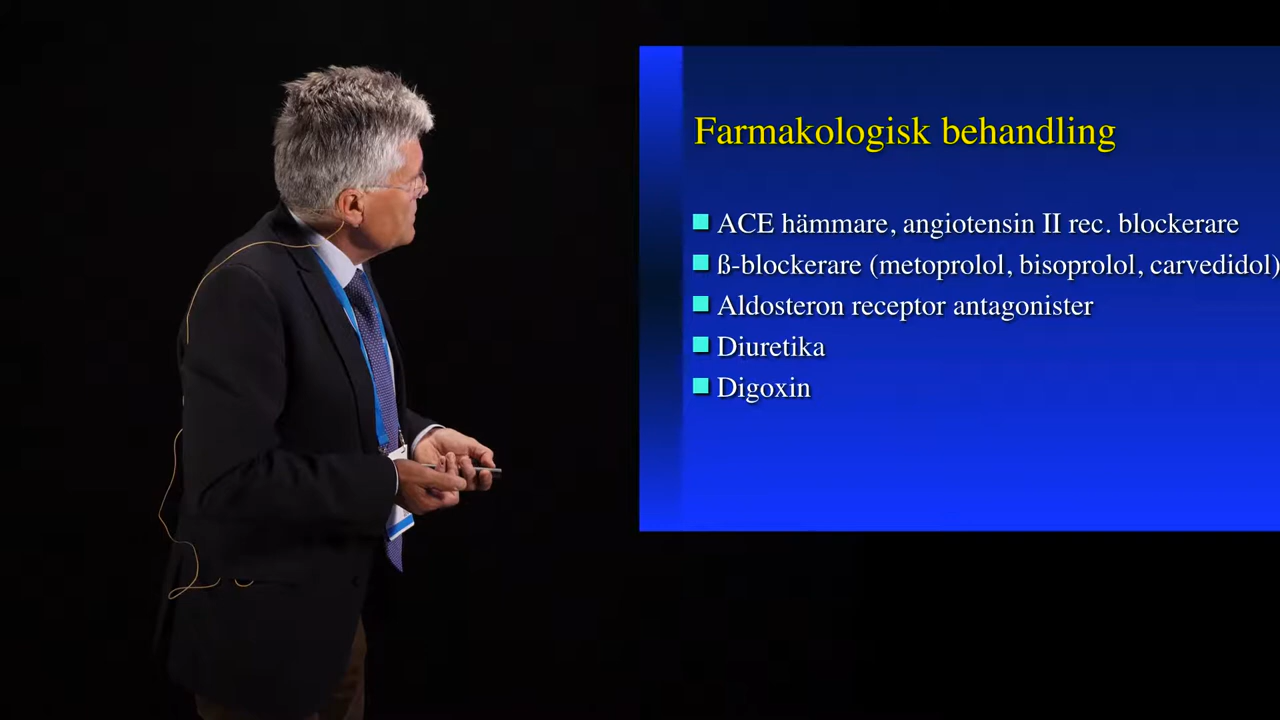 Farmakologisk behandling
ACE hämmare, angiotensin II rec. blockerare
ß-blockerare (metoprolol, bisoprolol, carvedidol)
Aldosteron receptor antagonister
Diuretika
Digoxin